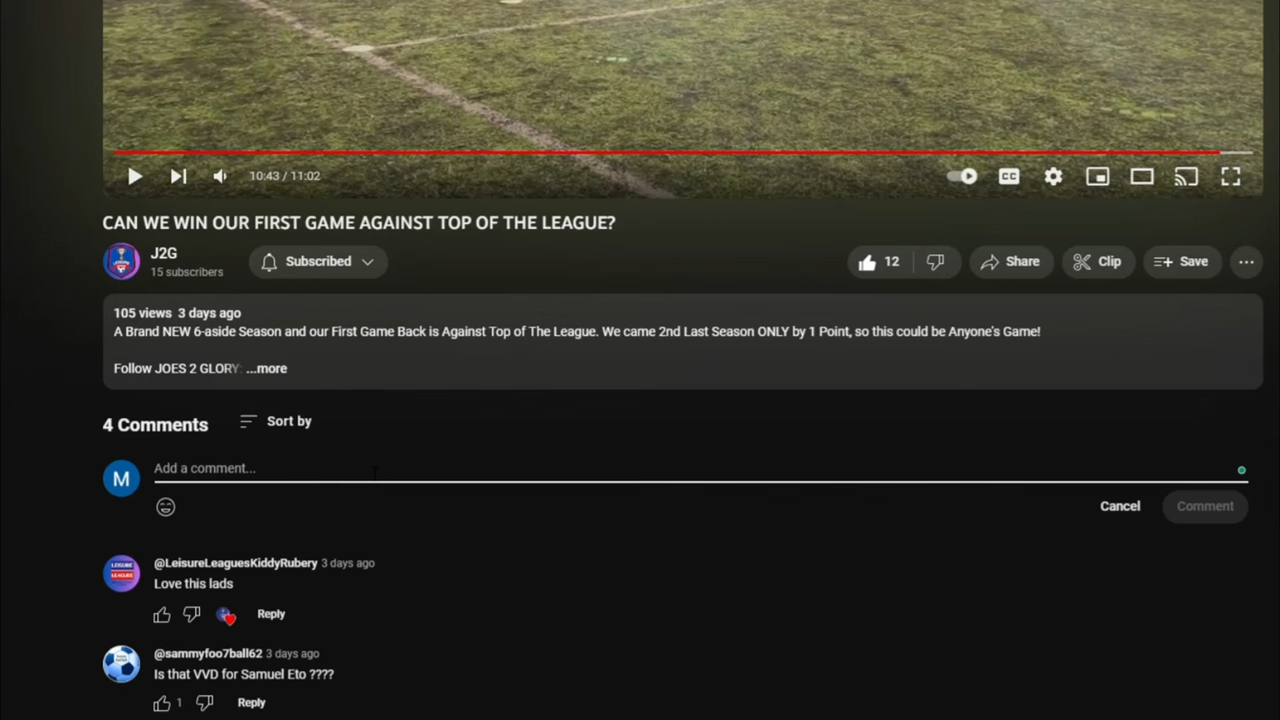 10:43 / 11:02
CC
CAN WE WIN OUR FIRST GAME AGAINST TOP OF THE LEAGUE?
J2G
15 subscribers
Subscribed
12
Share
Clip
Save
105 views 3 days ago
A Brand NEW 6-aside Season and our First Game Back is Against Top of The League. We came 2nd Last Season ONLY by 1 Point, so this could be Anyone's Game!
Follow JOES 2 GLORY: ...more
4 Comments
Sort by
M
Add a comment...
Cancel
Comment
LEISURE
LEAGUES
@LeisureLeaguesKiddyRubery 3 days ago
Love this lads
Reply
@sammyfoo7ball62 3 days ago
Is that VVD for Samuel Eto ????
1
Reply